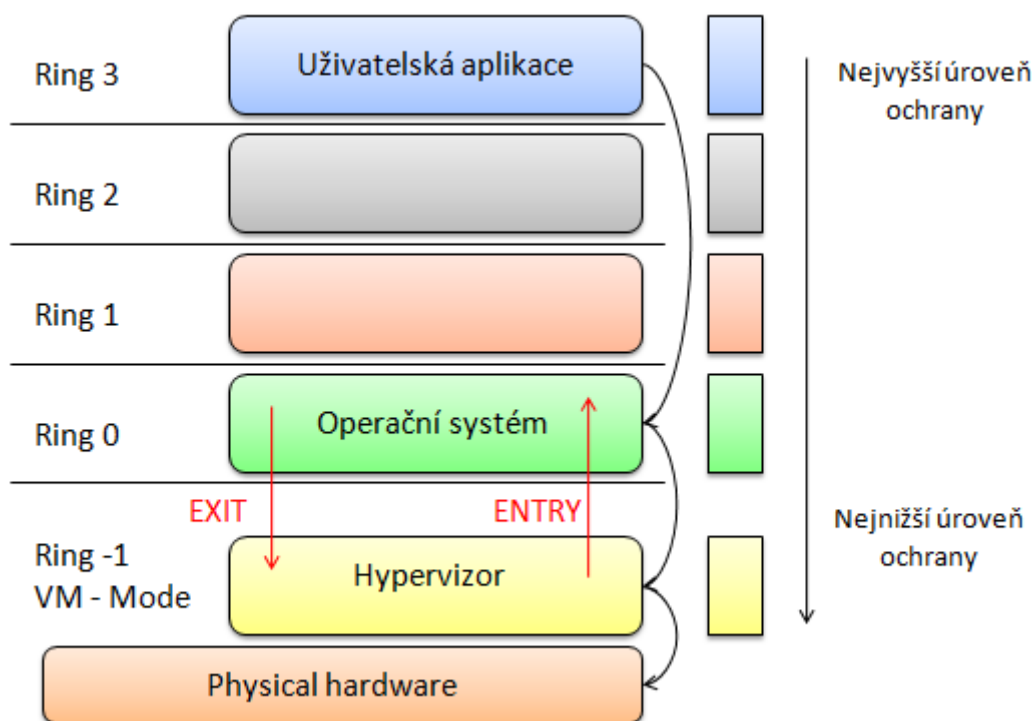 Ring 3
Uživatelská aplikace
Nejvyšší úroveň
ochrany
Ring 2
Ring 1
Ring 0
Operační systém
EXIT
ENTRY
Nejnižší úroveň
ochrany
Ring -1
VM - Mode
Hypervizor
Physical hardware